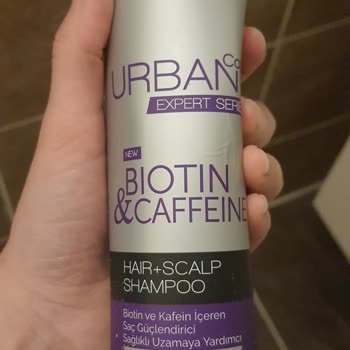 URBAN
EXPERT
NEW
BIOTIN
&CAFFEINE
HAIR+SCALP
SHAMPOO
Biotin ve Kafein İçeren
Saç Güçlendirici
Sağlıklı Uzamaya Yardımcı